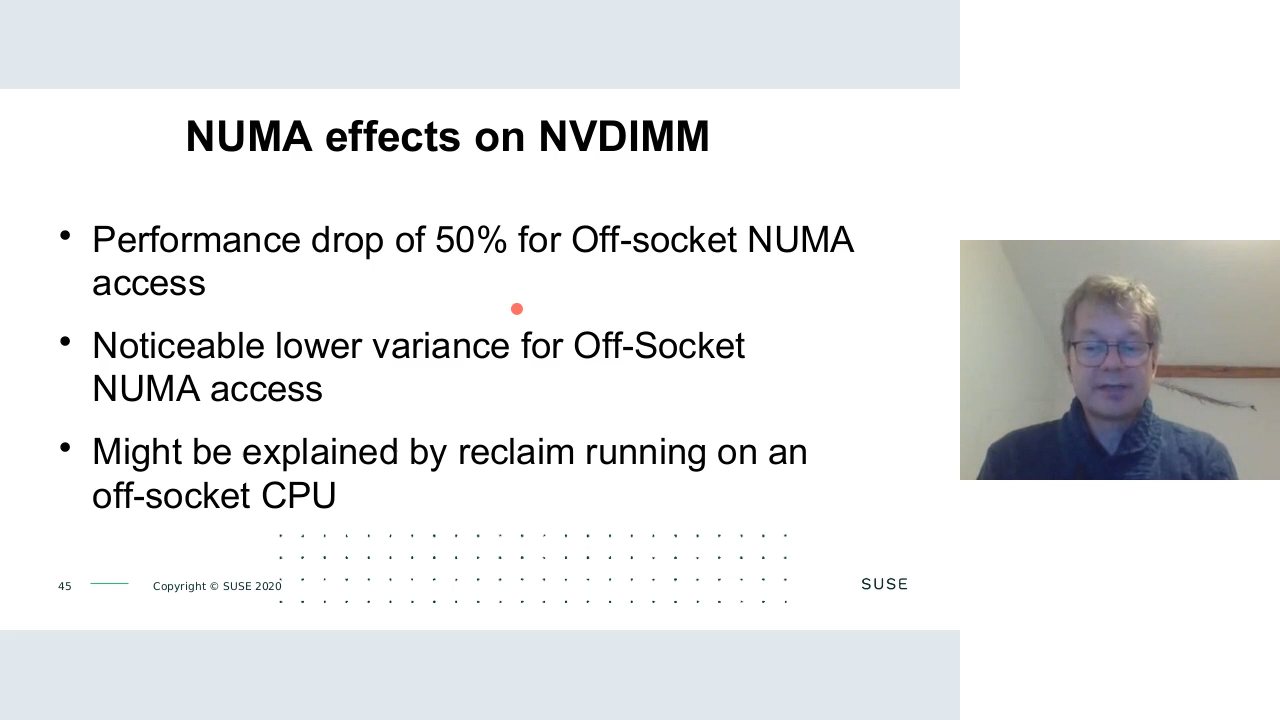 NUMA effects on NVDIMM
• Performance drop of 50% for Off-socket NUMA
access
• Noticeable lower variance for Off-Socket
NUMA access
• Might be explained by reclaim running on an
off-socket CPU
45
Copyright © SUSE 2020
SUSE